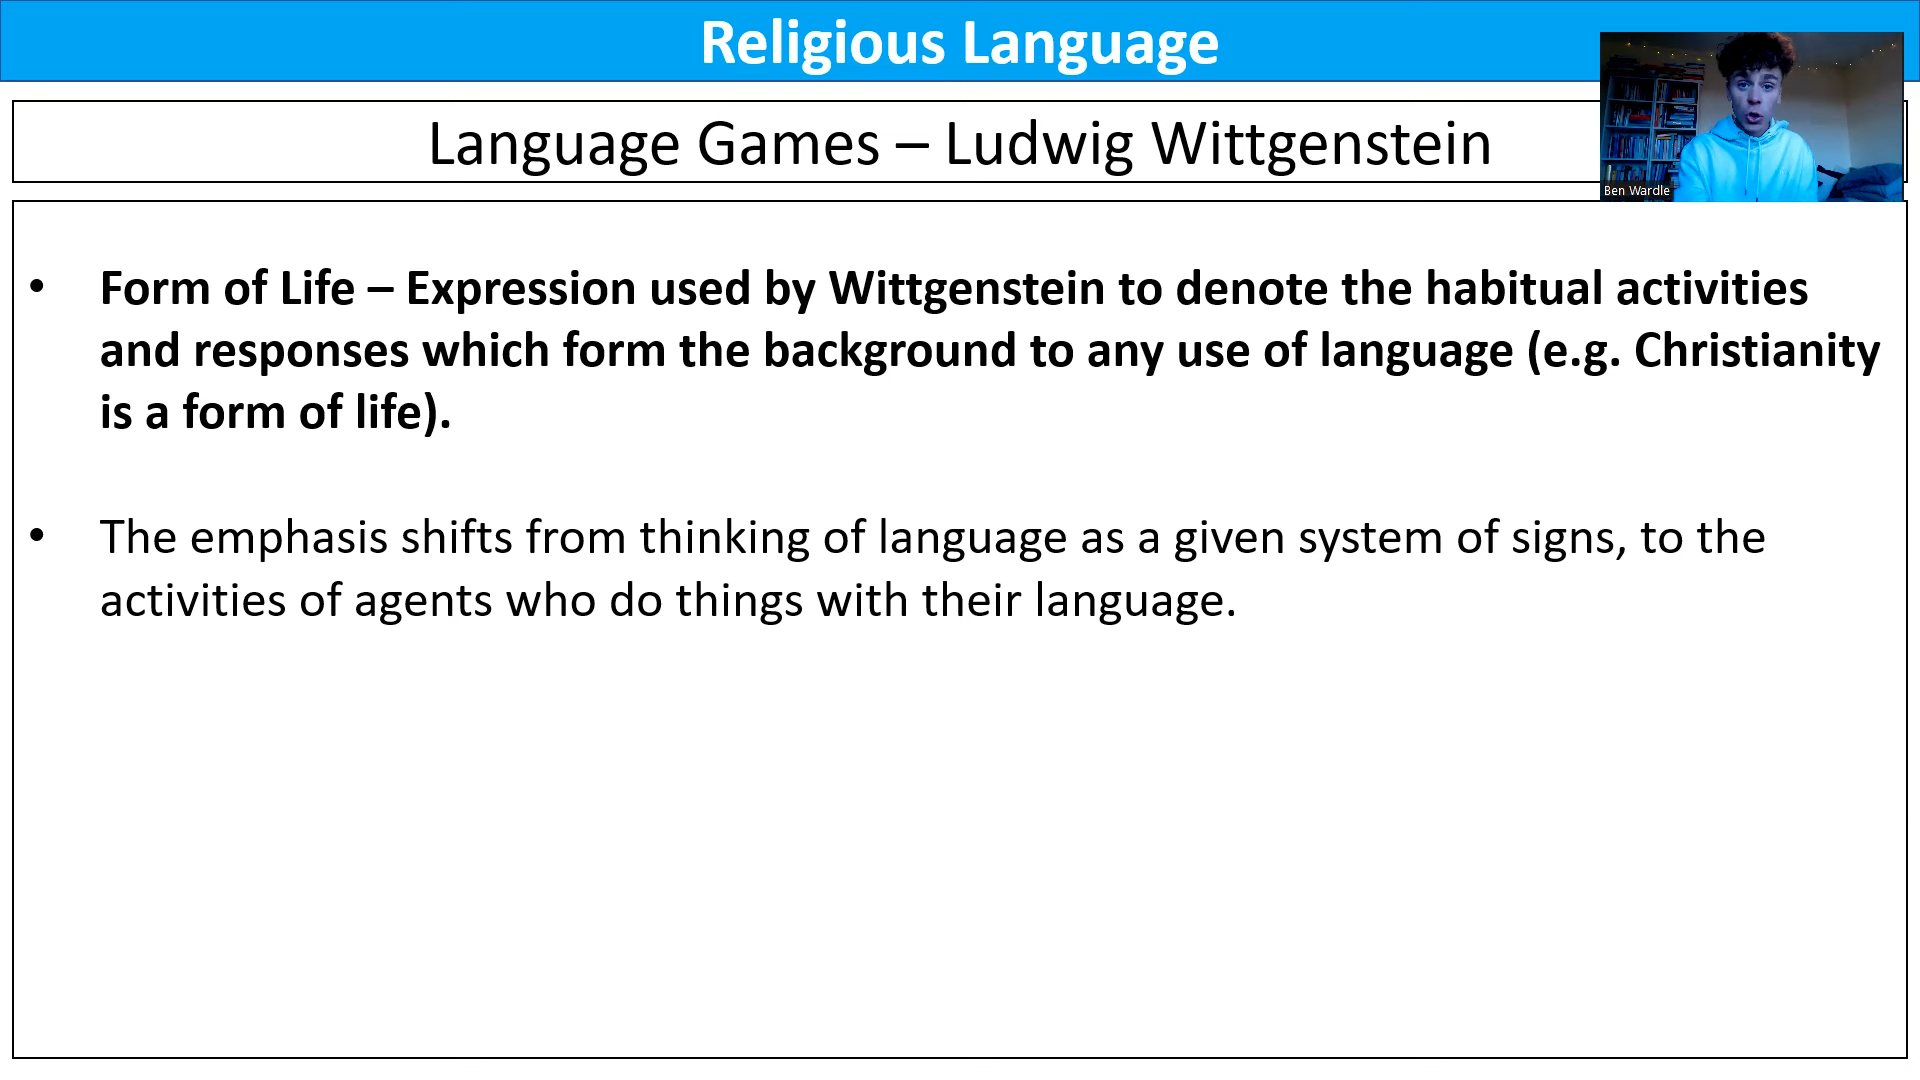 Religious Language
Language Games – Ludwig Wittgenstein
Ben Wardle
• Form of Life – Expression used by Wittgenstein to denote the habitual activities
and responses which form the background to any use of language (e.g. Christianity
is a form of life).
• The emphasis shifts from thinking of language as a given system of signs, to the
activities of agents who do things with their language.